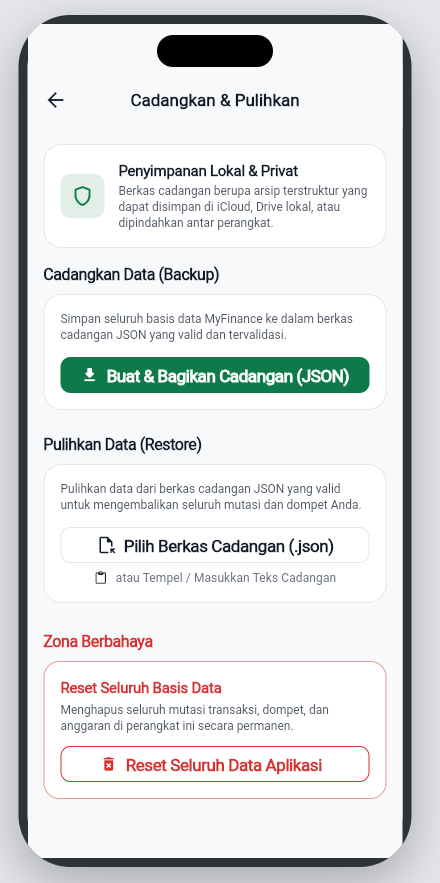 Cadangkan & Pulihkan
Penyimpanan Lokal & Privat
Berkas cadangan berupa arsip terstruktur yang
dapat disimpan di iCloud, Drive lokal, atau
dipindahkan antar perangkat.
Cadangkan Data (Backup)
Simpan seluruh basis data MyFinance ke dalam berkas
cadangan JSON yang valid dan tervalidasi.
Buat & Bagikan Cadangan (JSON)
Pulihkan Data (Restore)
Pulihkan data dari berkas cadangan JSON yang valid
untuk mengembalikan seluruh mutasi dan dompet Anda.
Pilih Berkas Cadangan (.json)
atau Tempel / Masukkan Teks Cadangan
Zona Berbahaya
Reset Seluruh Basis Data
Menghapus seluruh mutasi transaksi, dompet, dan
anggaran di perangkat ini secara permanen.
Reset Seluruh Data Aplikasi